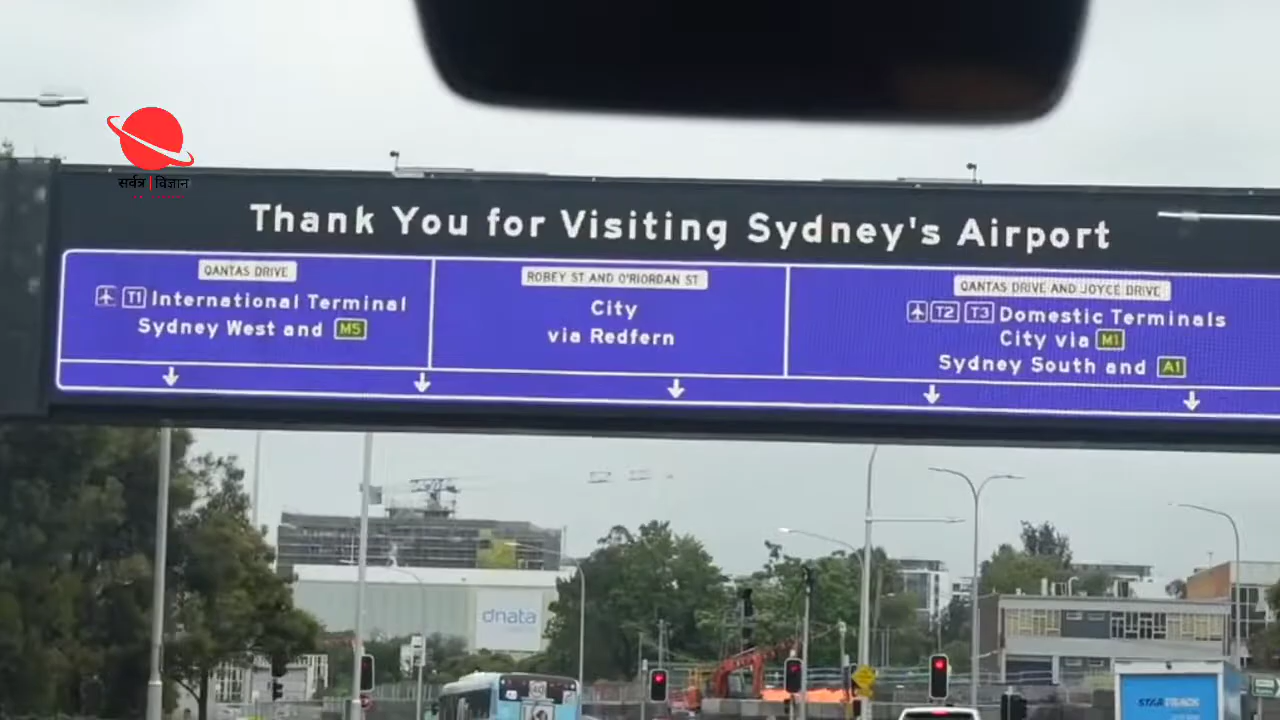 सर्वत्र | विज्ञान
Thank You for Visiting Sydney's Airport
QANTAS DRIVE
T1 International Terminal
Sydney West and M5
ROBEY ST AND O'RIORDAN ST
City
via Redfern
QANTAS DRIVE AND JOYCE DRIVE
T2 T3 Domestic Terminals
City via M1
Sydney South and A1
dnata
40
STARTRACK